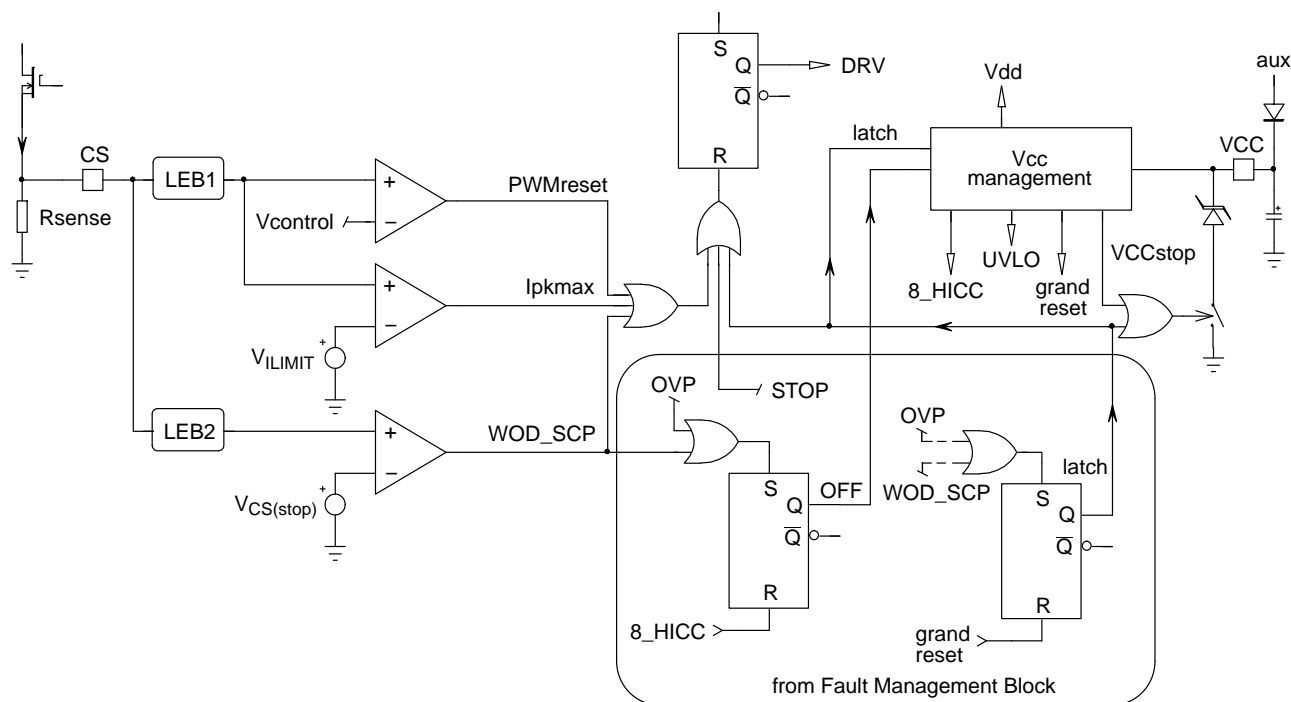 S
Q
DRV
Q
R
Vdd
aux
latch
VCC
Vcc
management
CS
LEB1
+
PWMreset
Rsense
Vcontrol
−
UVLO
VCCstop
8_HICC
grand
reset
+
Ipkmax
−
+
VILIMIT
OVP
STOP
LEB2
+
WOD_SCP
OVP
−
latch
+
VCS(stop)
S
OFF
Q
Q
R
WOD_SCP
S
Q
Q
R
8_HICC
grand
reset
+
from Fault Management Block